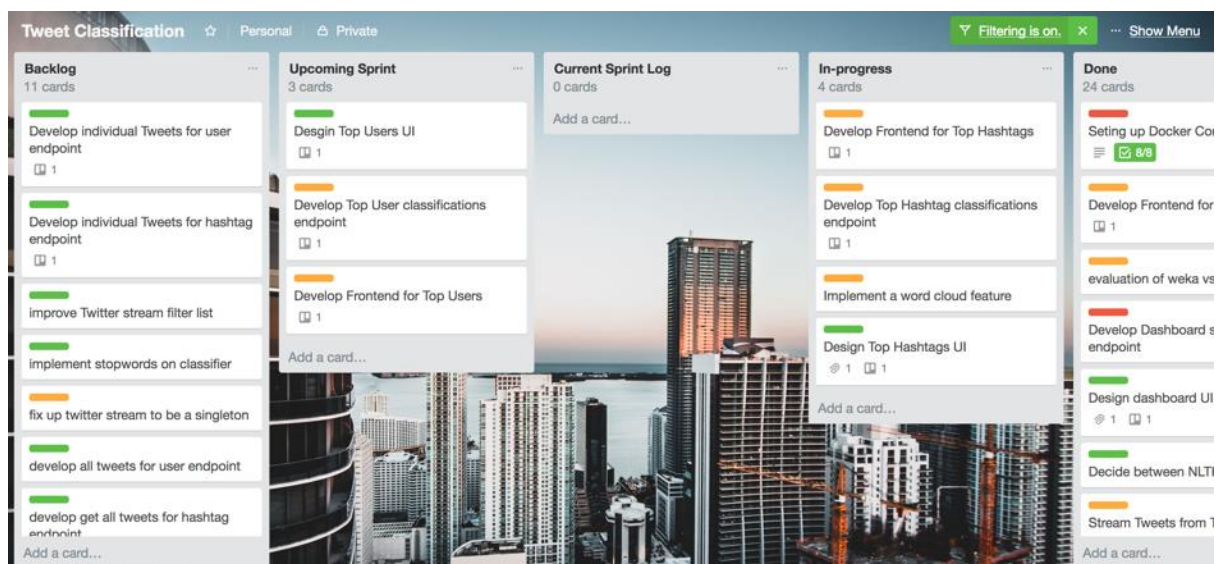 Tweet Classification Personal Private Filtering is on. Show Menu
Backlog
11 cards
Develop individual Tweets for user
endpoint
1
Develop individual Tweets for hashtag
endpoint
1
improve Twitter stream filter list
implement stopwords on classifier
fix up twitter stream to be a singleton
develop all tweets for user endpoint
develop get all tweets for hashtag
endpoint
Add a card...
Upcoming Sprint
3 cards
Desgin Top Users UI
1
Develop Top User classifications
endpoint
1
Develop Frontend for Top Users
1
Add a card...
Current Sprint Log
0 cards
Add a card...
In-progress
4 cards
Develop Frontend for Top Hashtags
1
Develop Top Hashtag classifications
endpoint
1
Implement a word cloud feature
Design Top Hashtags UI
1 1
Add a card...
Done
24 cards
Seting up Docker Co
8/8
Develop Frontend for
1
evaluation of weka vs
Develop Dashboard s
endpoint
Design dashboard UI
1 1
Decide between NLT
Stream Tweets from T
Add a card...